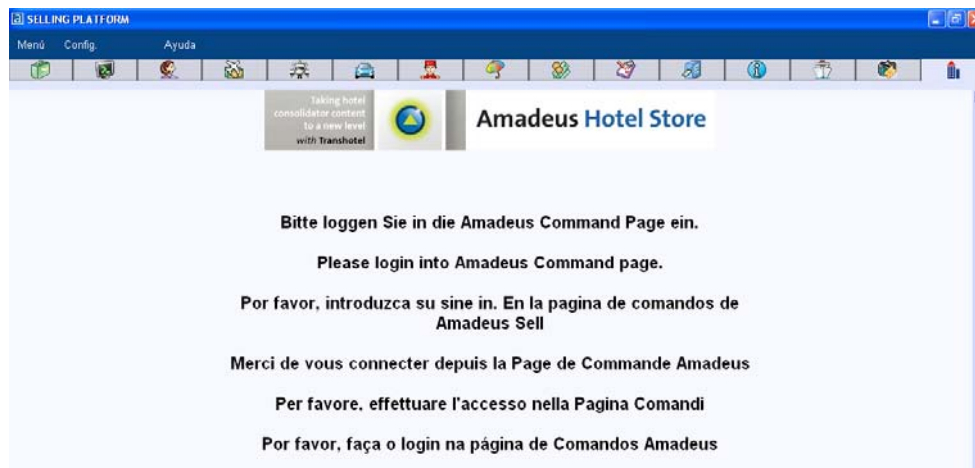 SELLING PLATFORM
Menú Config. Ayuda
Taking hotel
consolidator content
to a new level
with Transhotel
Amadeus Hotel Store
Bitte loggen Sie in die Amadeus Command Page ein.
Please login into Amadeus Command page.
Por favor, introduzca su sine in. En la pagina de comandos de
Amadeus Sell
Merci de vous connecter depuis la Page de Commande Amadeus
Per favore, effettuare l'accesso nella Pagina Comandi
Por favor, faça o login na página de Comandos Amadeus